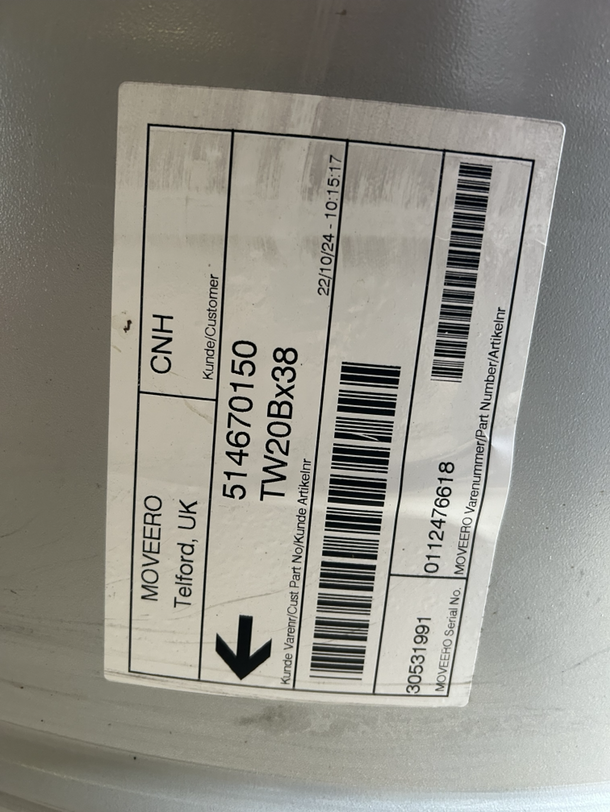 MOVEERO
Telford, UK
CNH
Kunde/Customer
514670150
TW20Bx38
Kunde Varenr/Cust Part No/Kunde Artikelnr
22/10/24 - 10:15:17
30531991
MOVEERO Serial No.
0112476618
MOVEERO Varenummer/Part Number/Artikelnr